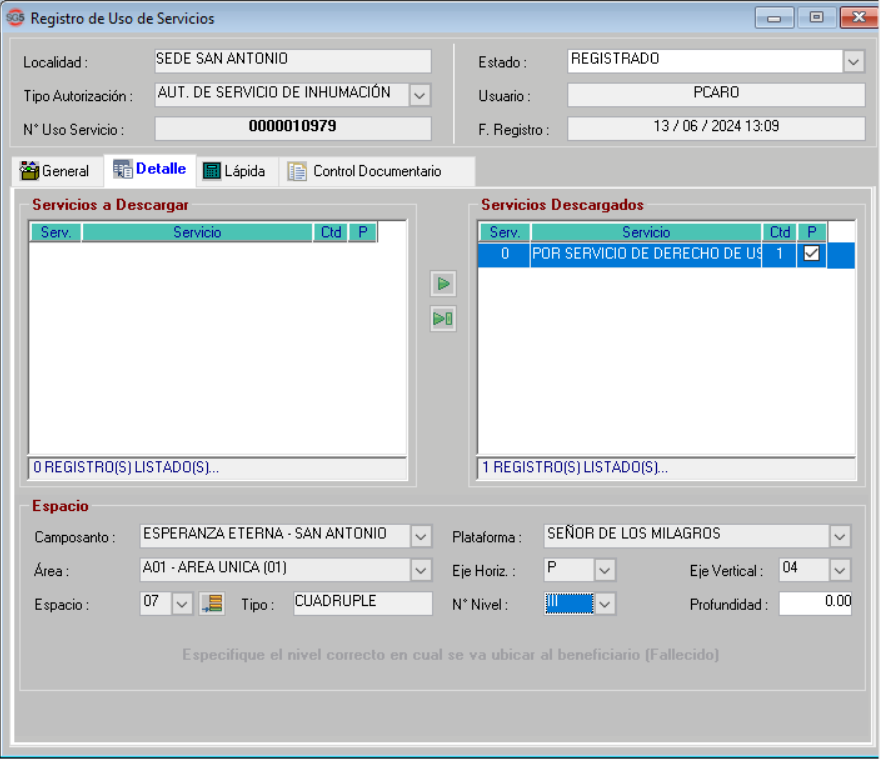 SG5 Registro de Uso de Servicios
Localidad : SEDE SAN ANTONIO Estado : REGISTRADO
Tipo Autorización : AUT. DE SERVICIO DE INHUMACIÓN Usuario : PCARO
N° Uso Servicio : 0000010979 F. Registro : 13 / 06 / 2024 13:09
General Detalle Lápida Control Documentario
Servicios a Descargar Servicios Descargados
Serv. Servicio Ctd P Serv. Servicio Ctd P
0 POR SERVICIO DE DERECHO DE US 1
0 REGISTRO(S) LISTADO(S)... 1 REGISTRO(S) LISTADO(S)...
Espacio
Camposanto : ESPERANZA ETERNA - SAN ANTONIO Plataforma : SEÑOR DE LOS MILAGROS
Área : A01 - AREA UNICA (01) Eje Horiz. : P Eje Vertical : 04
Espacio : 07 Tipo : CUADRUPLE N° Nivel : III Profundidad : 0.00
Especifique el nivel correcto en cual se va ubicar al beneficiario (Fallecido)